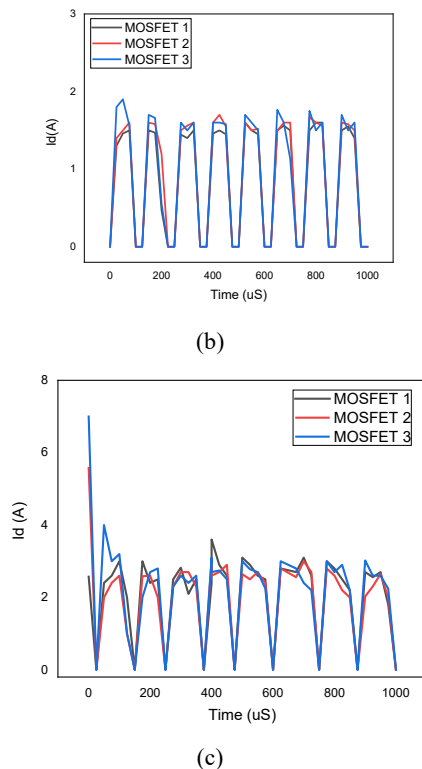 3
MOSFET 1
MOSFET 2
MOSFET 3
2
Id(A)
1
0
0 200 400 600 800 1000
Time (uS)
(b)
8
MOSFET 1
MOSFET 2
MOSFET 3
6
Id (A)
4
2
0
0 200 400 600 800 1000
Time (uS)
(c)